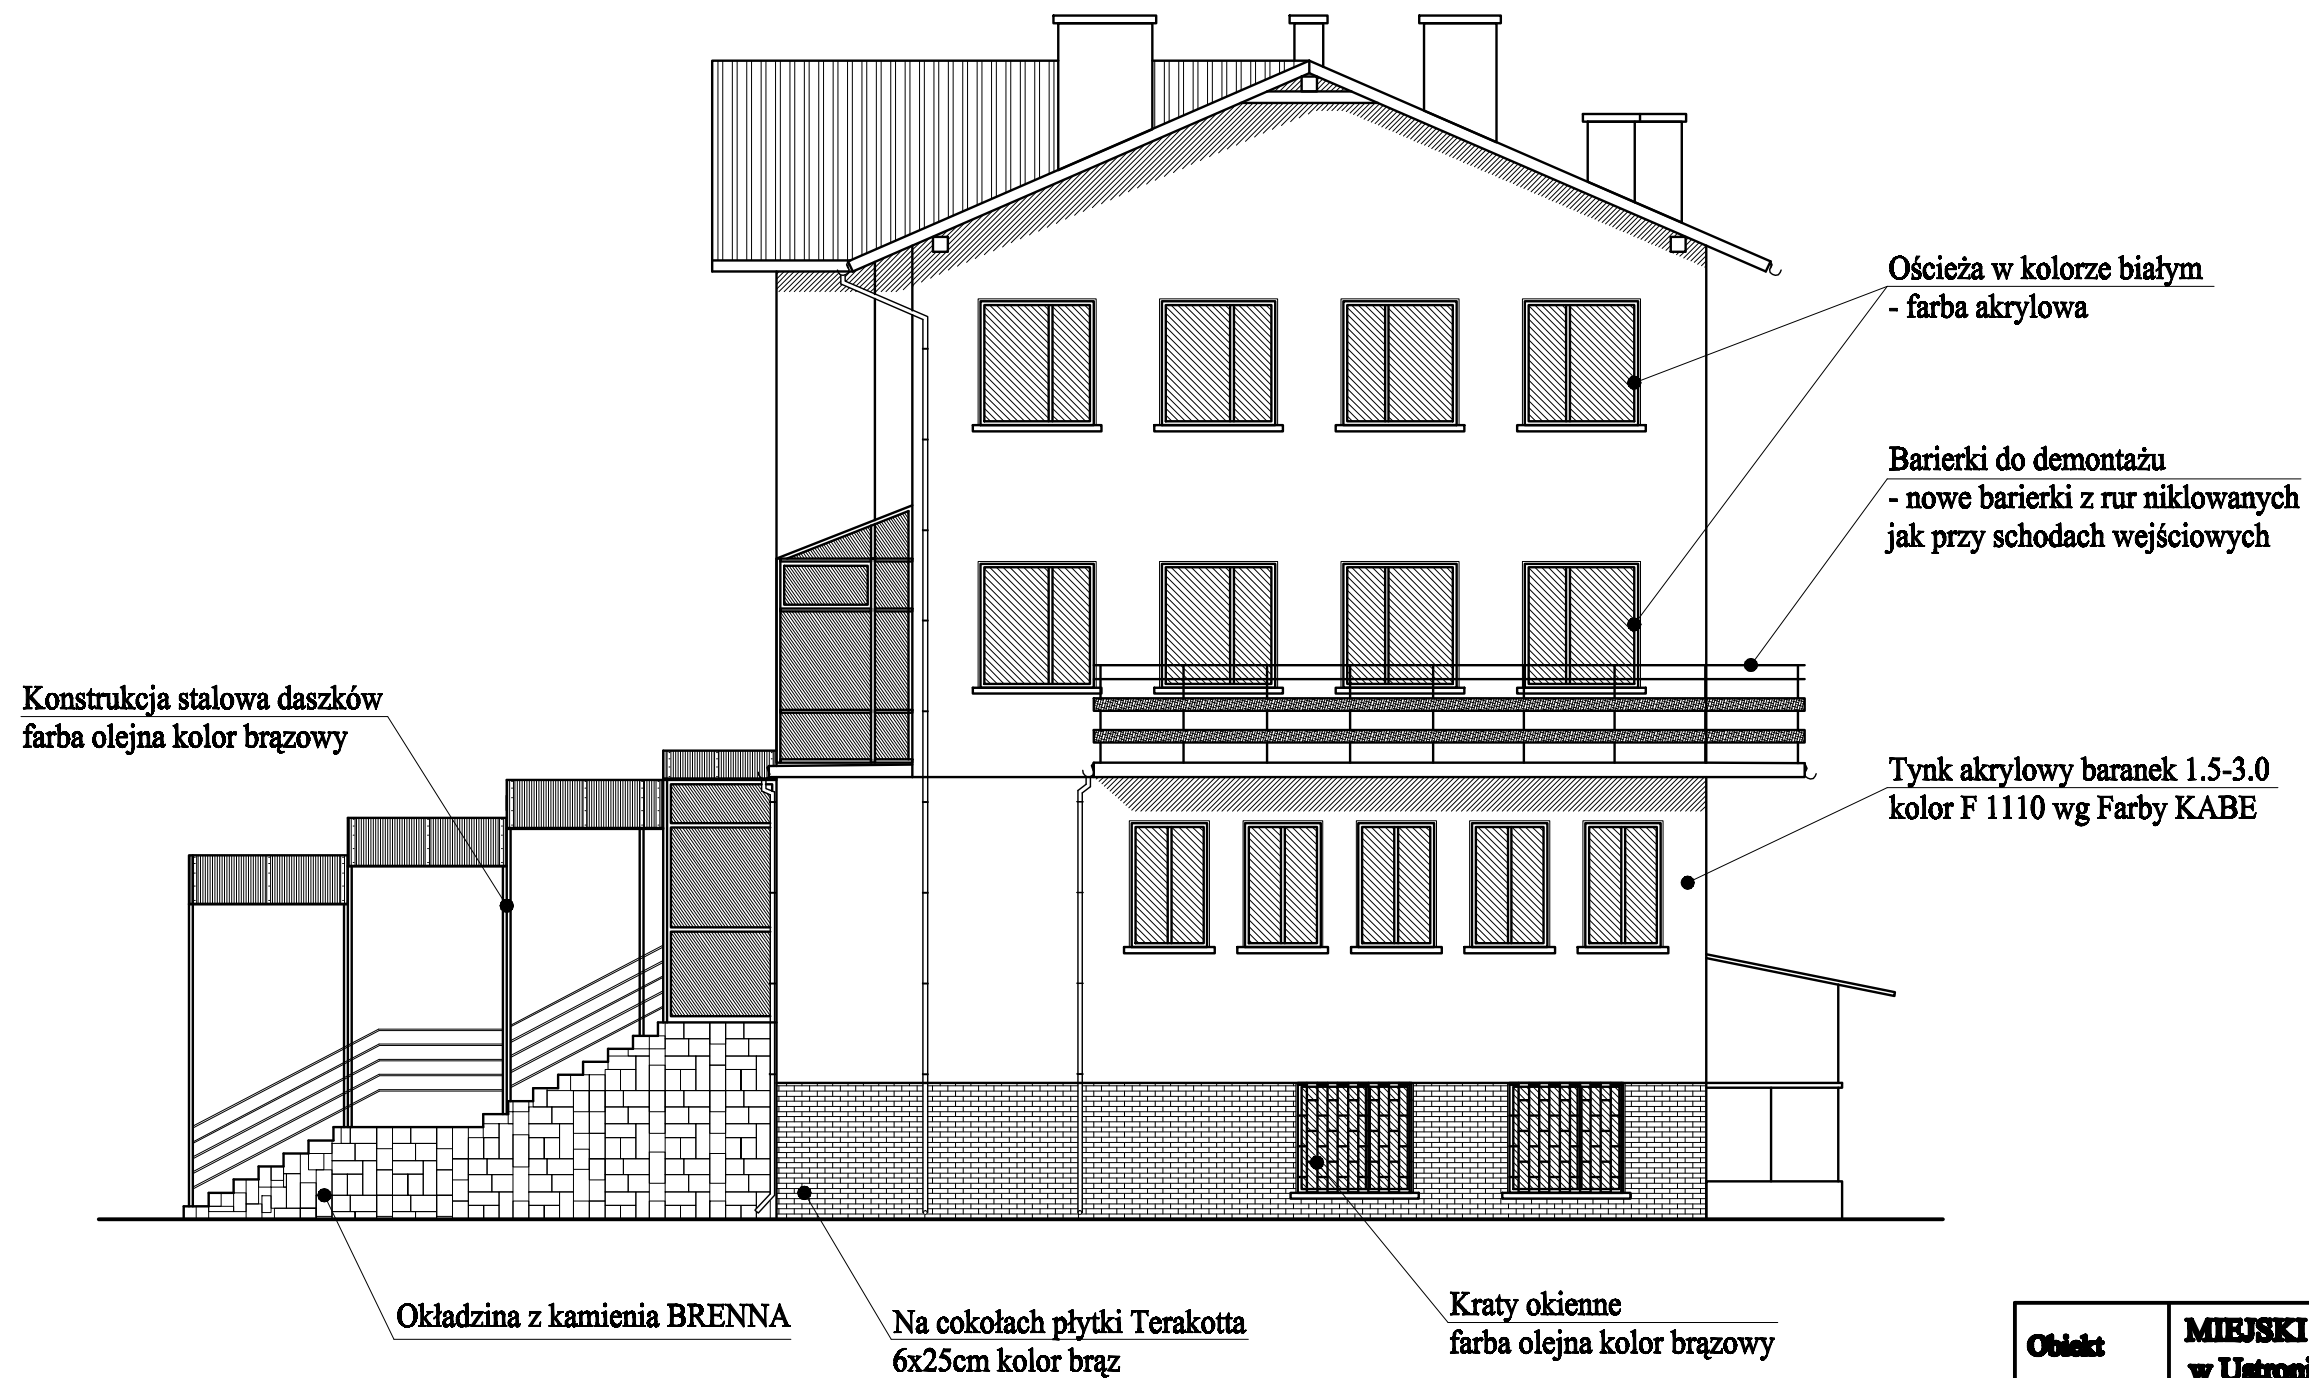 Ościeża w kolorze białym
- farba akrylowa
Barierki do demontażu
- nowe barierki z rur niklowanych
jak przy schodach wejściowych
Konstrukcja stalowa daszków
farba olejna kolor brązowy
Tynk akrylowy baranek 1.5-3.0
kolor F 1110 wg Farby KABE
Okładzina z kamienia BRENNA
Na cokołach płytki Terakotta
6x25cm kolor brąz
Kraty okienne
farba olejna kolor brązowy
Obiekt
MIEJSKI
w